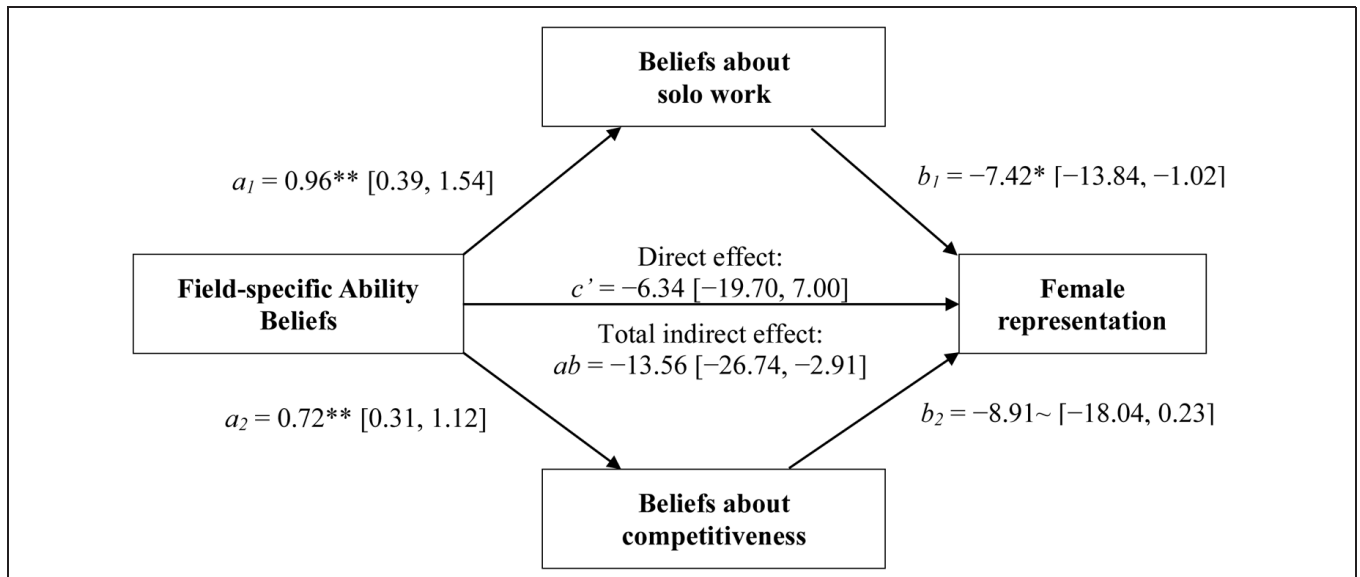 Beliefs about
solo work
a1 = 0.96** [0.39, 1.54]
b1 = −7.42* [−13.84, −1.02]
Field-specific Ability
Beliefs
Direct effect:
c’ = −6.34 [−19.70, 7.00]
Total indirect effect:
ab = −13.56 [−26.74, −2.91]
Female
representation
a2 = 0.72** [0.31, 1.12]
b2 = −8.91~ [−18.04, 0.23]
Beliefs about
competitiveness